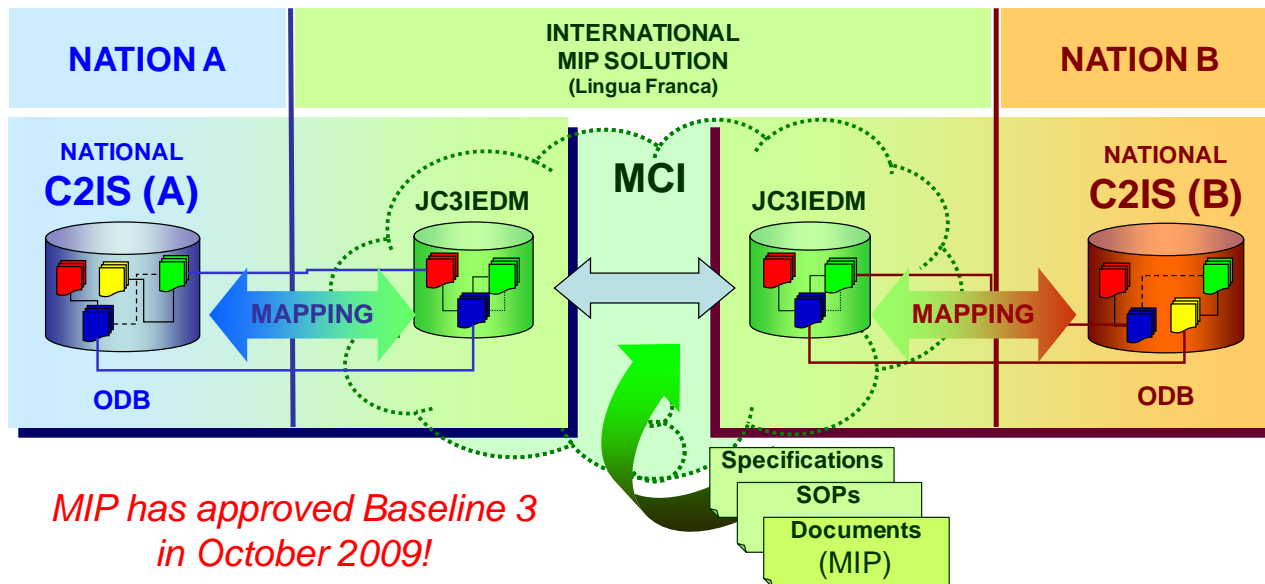 NATION A
INTERNATIONAL
MIP SOLUTION
(Lingua Franca)
NATION B
NATIONAL
C2IS (A)
JC3IEDM
MCI
JC3IEDM
NATIONAL
C2IS (B)
MAPPING
MAPPING
ODB
ODB
Specifications
SOPs
Documents
(MIP)
MIP has approved Baseline 3
in October 2009!